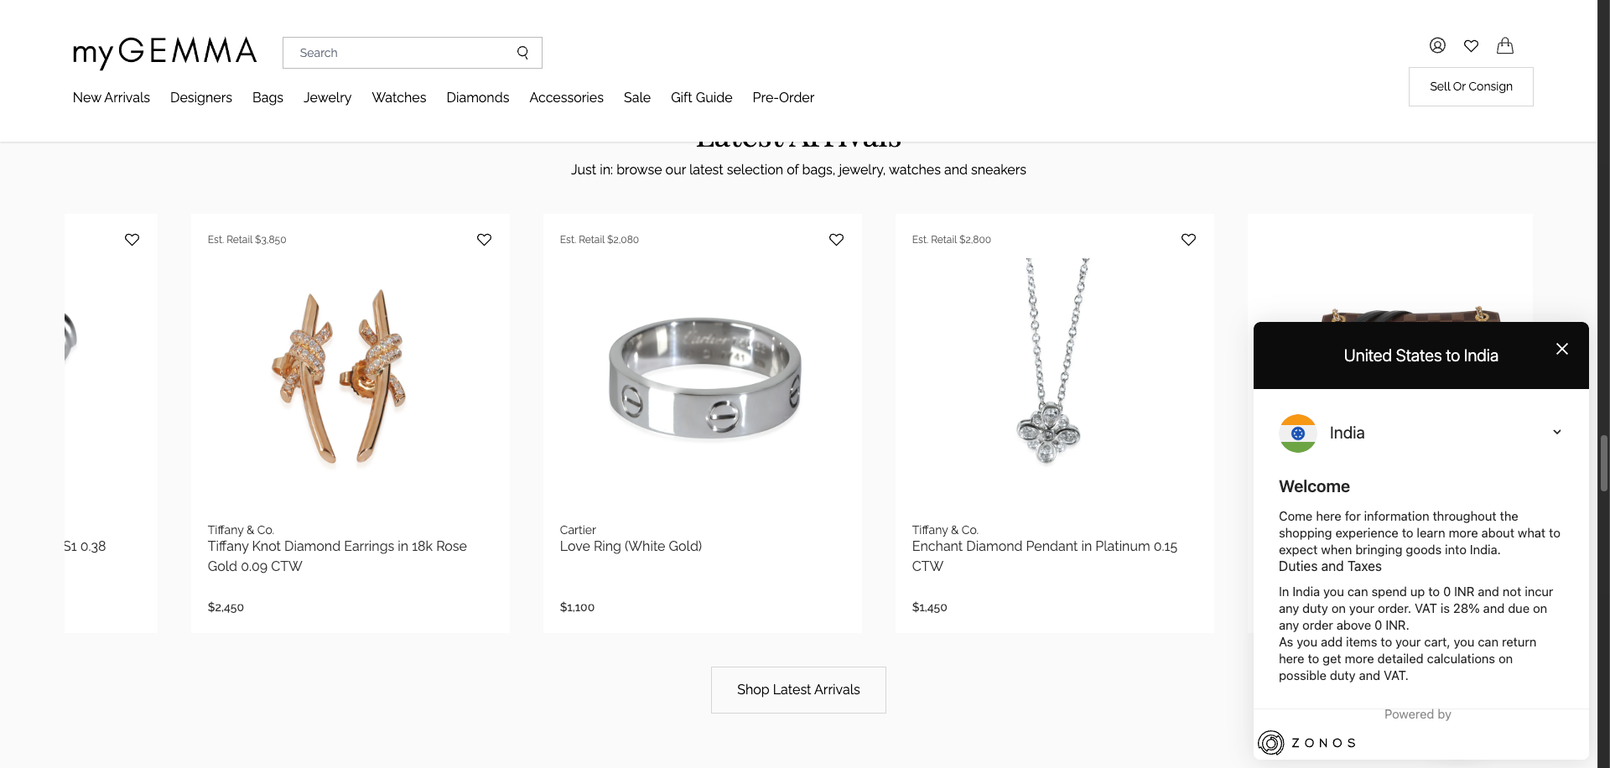 myGEMMA
Search
Sell Or Consign
New Arrivals Designers Bags Jewelry Watches Diamonds Accessories Sale Gift Guide Pre-Order
Latest Arrivals
Just in: browse our latest selection of bags, jewelry, watches and sneakers
S1 0.38
Est. Retail $3,850
Tiffany & Co.
Tiffany Knot Diamond Earrings in 18k Rose
Gold 0.09 CTW
$2,450
Est. Retail $2,080
Cartier
Cartier
Love Ring (White Gold)
$1,100
Est. Retail $2,800
Tiffany & Co.
Enchant Diamond Pendant in Platinum 0.15
CTW
$1,450
Shop Latest Arrivals
United States to India
India
Welcome
Come here for information throughout the
shopping experience to learn more about what to
expect when bringing goods into India.
Duties and Taxes
In India you can spend up to 0 INR and not incur
any duty on your order. VAT is 28% and due on
any order above 0 INR.
As you add items to your cart, you can return
here to get more detailed calculations on
possible duty and VAT.
Powered by
ZONOS